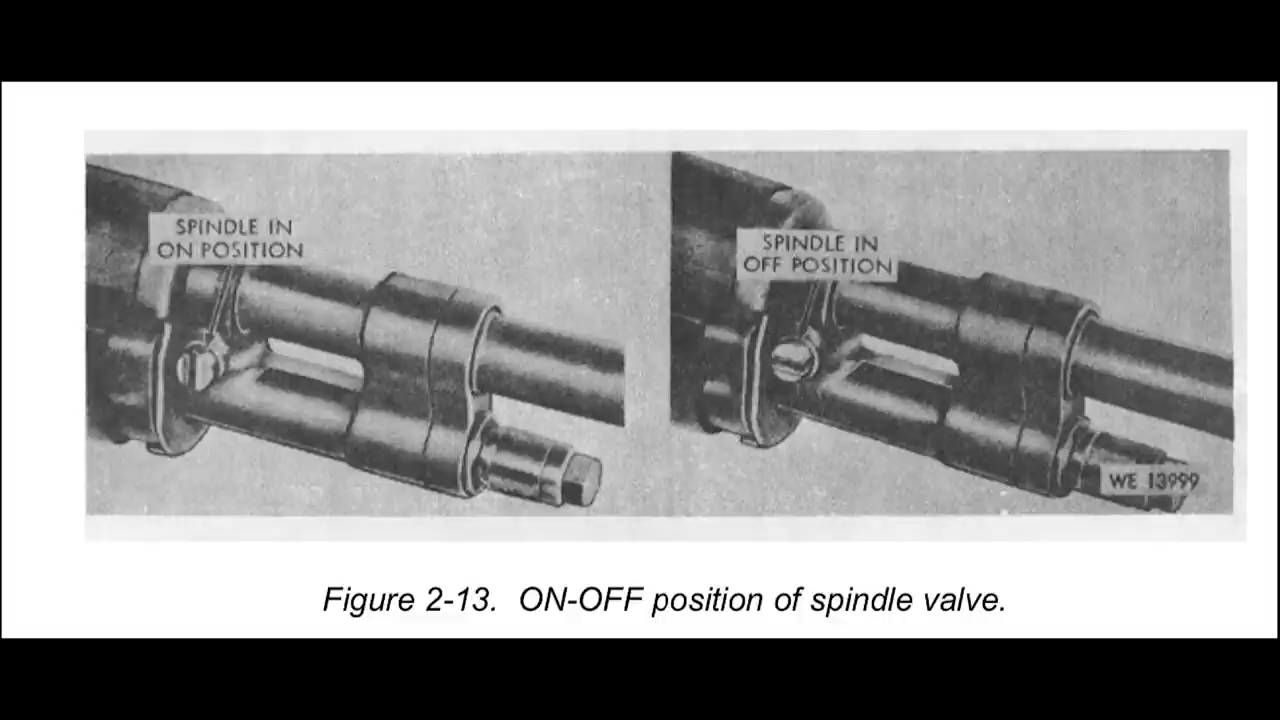 SPINDLE IN
ON POSITION
SPINDLE IN
OFF POSITION
WE 13999
Figure 2-13. ON-OFF position of spindle valve.